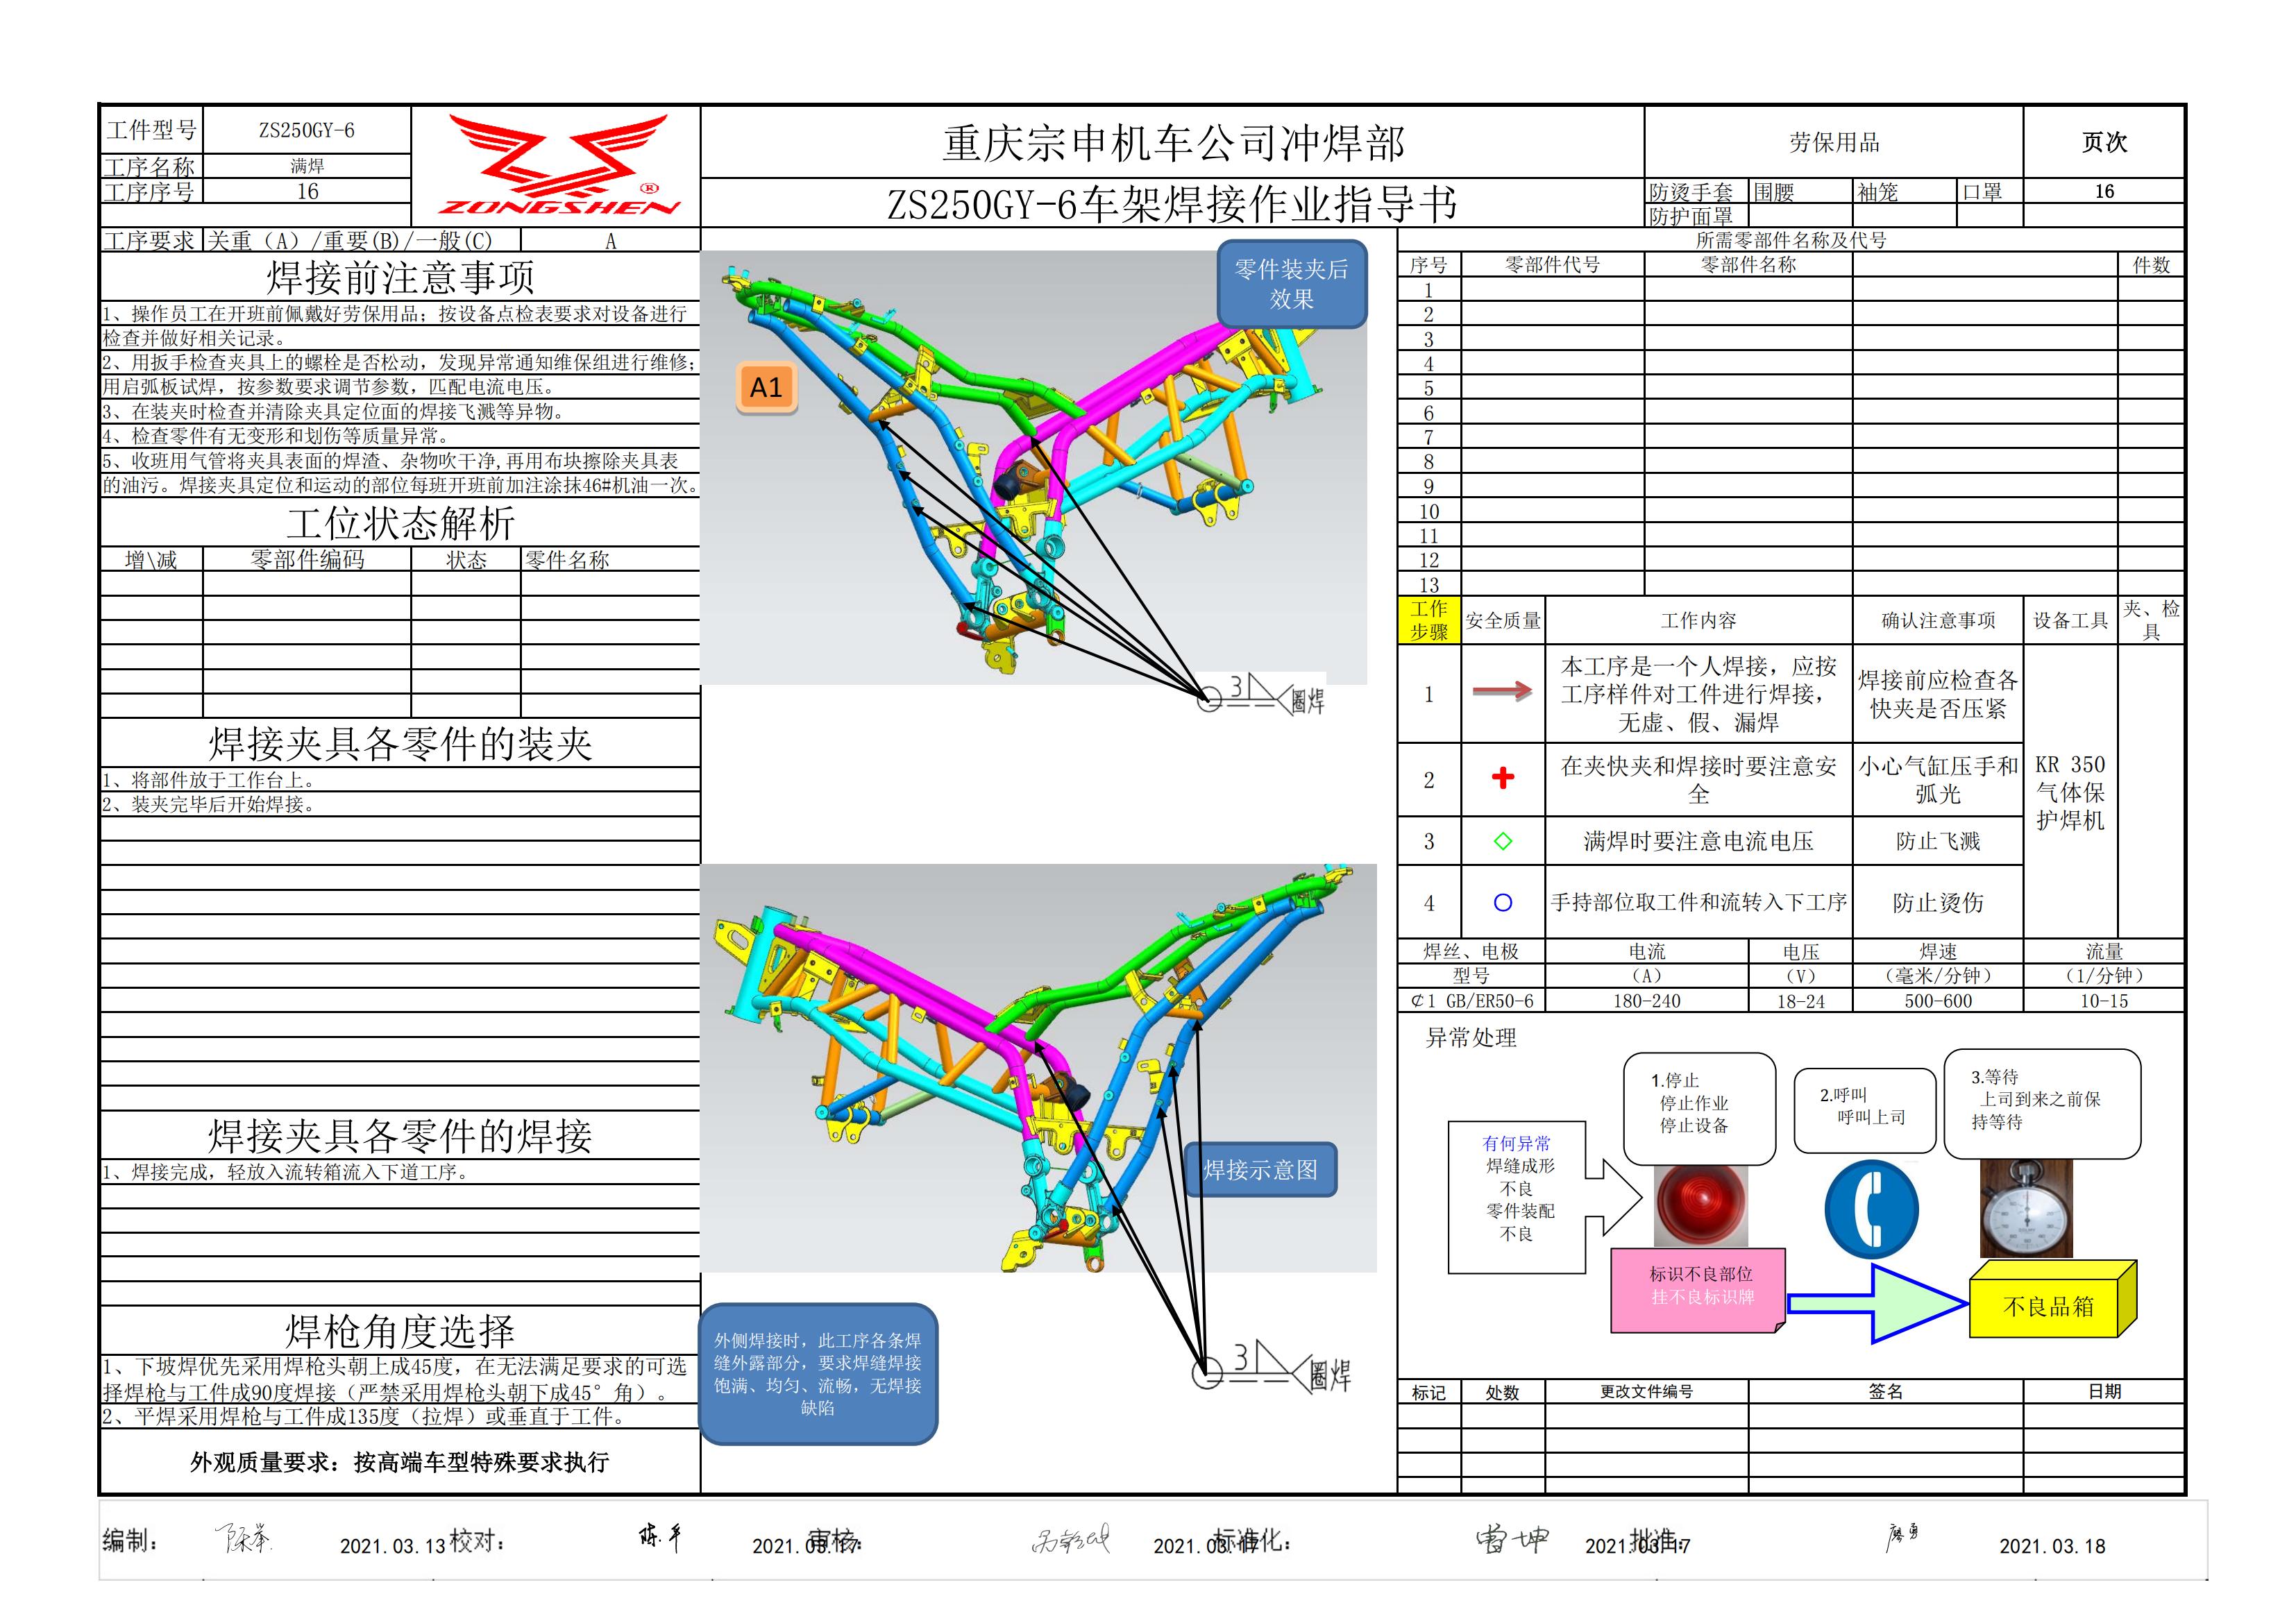 工件型号 ZS250GY-6
工序名称 满焊
工序序号 16
ZONGSHEN ®
重庆宗申机车公司冲焊部
ZS250GY-6车架焊接作业指导书
劳保用品 页次
防烫手套 围腰 袖笼 口罩 16
防护面罩
工序要求 关重（A）/重要(B)/一般(C) A
焊接前注意事项
1、操作员工在开班前佩戴好劳保用品；按设备点检表要求对设备进行
检查并做好相关记录。
2、用扳手检查夹具上的螺栓是否松动，发现异常通知维保组进行维修；
用启弧板试焊，按参数要求调节参数，匹配电流电压。
3、在装夹时检查并清除夹具定位面的焊接飞溅等异物。
4、检查零件有无变形和划伤等质量异常。
5、收班用气管将夹具表面的焊渣、杂物吹干净,再用布块擦除夹具表
的油污。焊接夹具定位和运动的部位每班开班前加注涂抹46#机油一次。
工位状态解析
增\减 零部件编码 状态 零件名称
焊接夹具各零件的装夹
1、将部件放于工作台上。
2、装夹完毕后开始焊接。
焊接夹具各零件的焊接
1、焊接完成，轻放入流转箱流入下道工序。
焊枪角度选择
1、下坡焊优先采用焊枪头朝上成45度，在无法满足要求的可选
择焊枪与工件成90度焊接（严禁采用焊枪头朝下成45°角）。
2、平焊采用焊枪与工件成135度（拉焊）或垂直于工件。
外观质量要求：按高端车型特殊要求执行
零件装夹后
效果
A1
3 圈焊
焊接示意图
3 圈焊
外侧焊接时，此工序各条焊
缝外露部分，要求焊缝焊接
饱满、均匀、流畅，无焊接
缺陷
所需零部件名称及代号
序号 零部件代号 零部件名称 件数
1
2
3
4
5
6
7
8
9
10
11
12
13
工作
步骤
安全质量 工作内容 确认注意事项 设备工具
夹、检
具
1
本工序是一个人焊接，应按
工序样件对工件进行焊接，
无虚、假、漏焊
焊接前应检查各
快夹是否压紧
2
在夹快夹和焊接时要注意安
全
小心气缸压手和
弧光
3 满焊时要注意电流电压 防止飞溅
4 手持部位取工件和流转入下工序 防止烫伤
KR 350
气体保
护焊机
焊丝、电极 电流 电压 焊速 流量
型号 （A） （V） （毫米/分钟） （1/分钟）
¢1 GB/ER50-6 180-240 18-24 500-600 10-15
异常处理
有何异常
焊缝成形
不良
零件装配
不良
1.停止
停止作业
停止设备
2.呼叫
呼叫上司
3.等待
上司到来之前保
持等待
标识不良部位
挂不良标识牌
不良品箱
标记 处数 更改文件编号 签名 日期
编制： 2021.03.13 校对： 2021.03.17 审核： 2021.03.17 标准化： 2021.03.17 批准： 2021.03.18